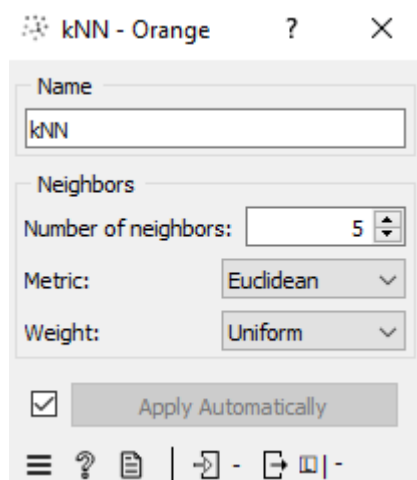 kNN - Orange ? ×
Name
kNN
Neighbors
Number of neighbors: 5
Metric: Euclidean
Weight: Uniform
Apply Automatically
? - -